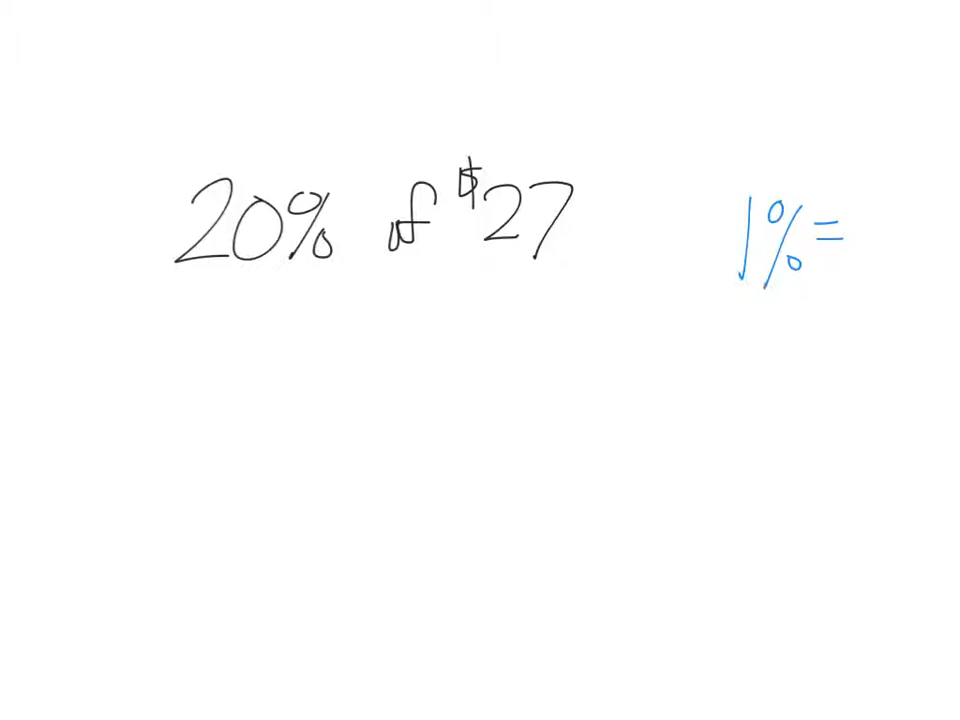 20% of $27
1% =